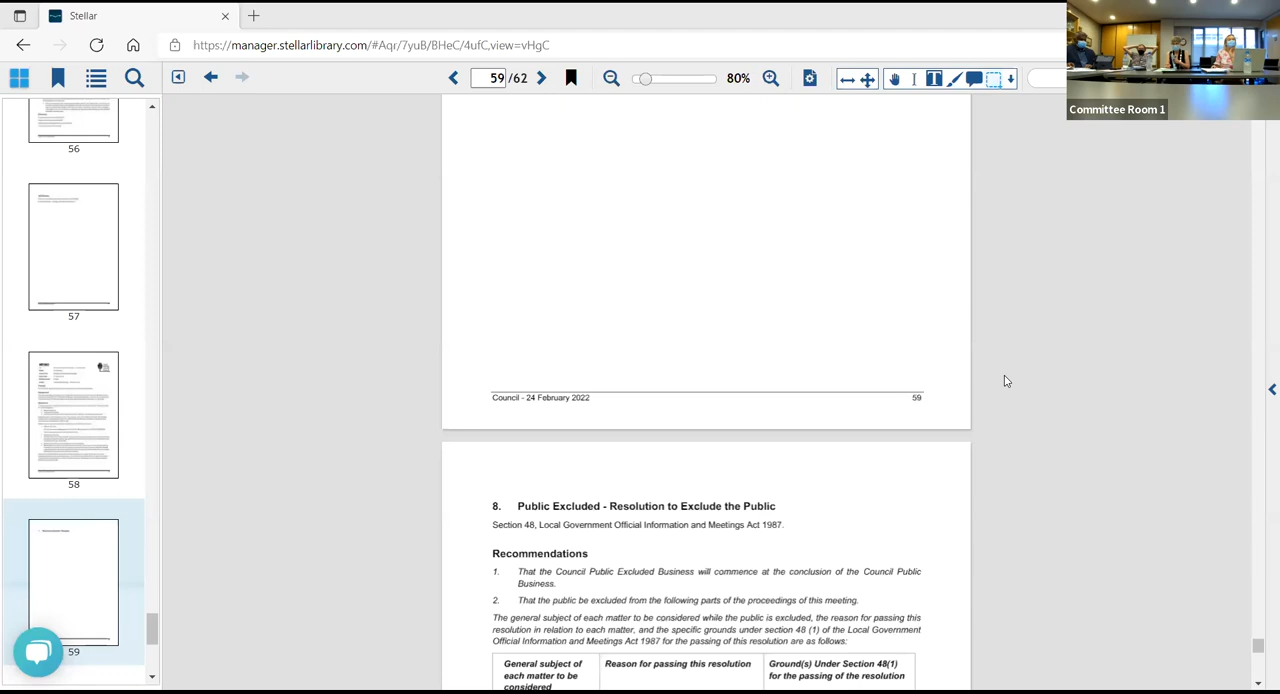 Stellar
https://manager.stellarlibrary.com/#Aqr/7yuB/BHeC/4ufC,view=vHgC
59 /62
80%
Committee Room 1
56
57
58
59
Council - 24 February 2022
59
8. Public Excluded - Resolution to Exclude the Public
Section 48, Local Government Official Information and Meetings Act 1987.
Recommendations
1. That the Council Public Excluded Business will commence at the conclusion of the Council Public
Business.
2. That the public be excluded from the following parts of the proceedings of this meeting.
The general subject of each matter to be considered while the public is excluded, the reason for passing this
resolution in relation to each matter, and the specific grounds under section 48 (1) of the Local Government
Official Information and Meetings Act 1987 for the passing of this resolution are as follows:
General subject of
each matter to be
considered
Reason for passing this resolution
Ground(s) Under Section 48(1)
for the passing of the resolution